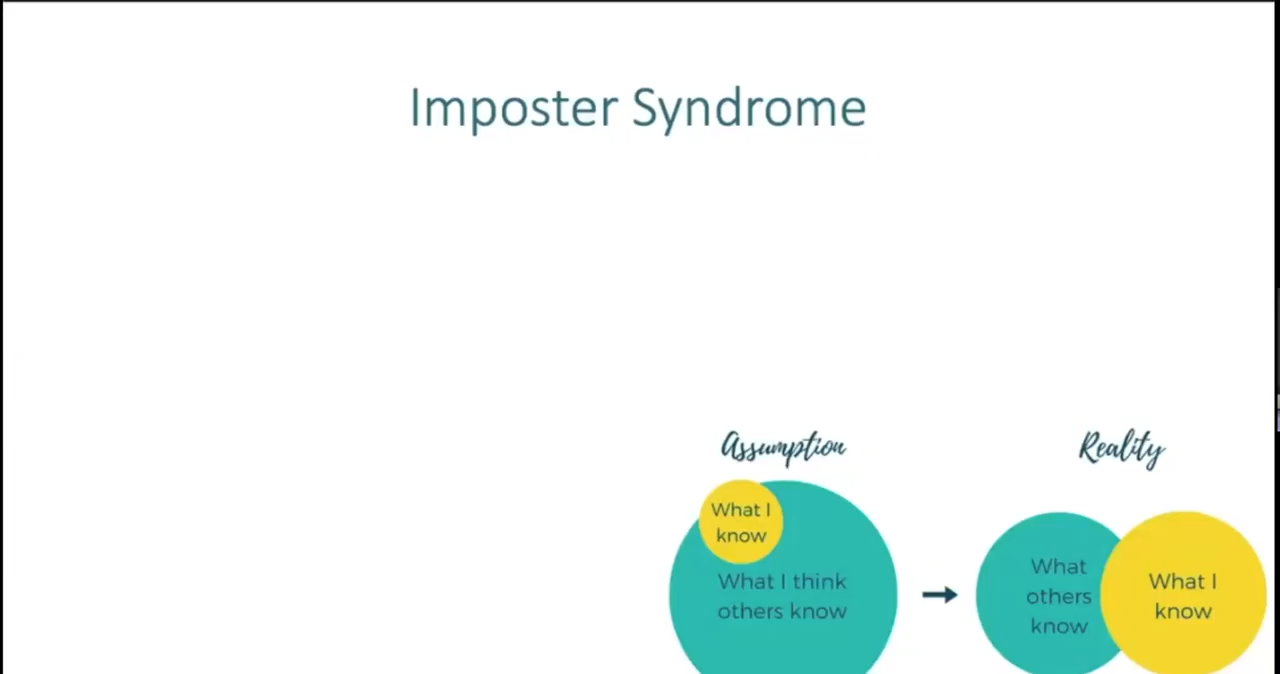 Imposter Syndrome
Assumption
What I
know
What I think
others know
Reality
What
others
know
What I
know